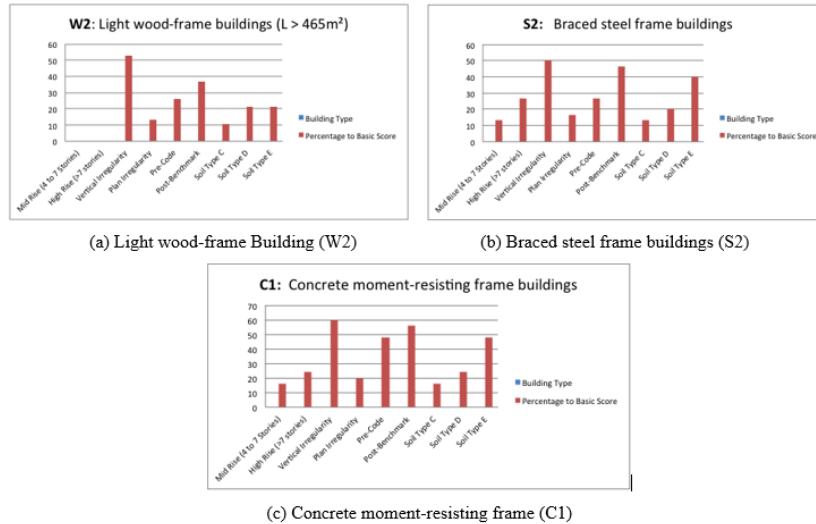 W2: Light wood-frame buildings (L > 465m²)
60
50
40
30
20
10
0
Mid Rise (4 to 7 Stories)
High Rise (>7 stories)
Vertical Irregularity
Plan Irregularity
Pre-Code
Post-Benchmark
Soil Type C
Soil Type D
Soil Type E
Building Type
Percentage to Basic Score
(a) Light wood-frame Building (W2)
S2: Braced steel frame buildings
60
50
40
30
20
10
0
Mid Rise (4 to 7 Stories)
High Rise (>7 stories)
Vertical Irregularity
Plan Irregularity
Pre-Code
Post-Benchmark
Soil Type C
Soil Type D
Soil Type E
Building Type
Percentage to Basic Score
(b) Braced steel frame buildings (S2)
C1: Concrete moment-resisting frame buildings
70
60
50
40
30
20
10
0
Mid Rise (4 to 7 Stories)
High Rise (>7 stories)
Vertical Irregularity
Plan Irregularity
Pre-Code
Post-Benchmark
Soil Type C
Soil Type D
Soil Type E
Building Type
Percentage to Basic Score
(c) Concrete moment-resisting frame (C1)